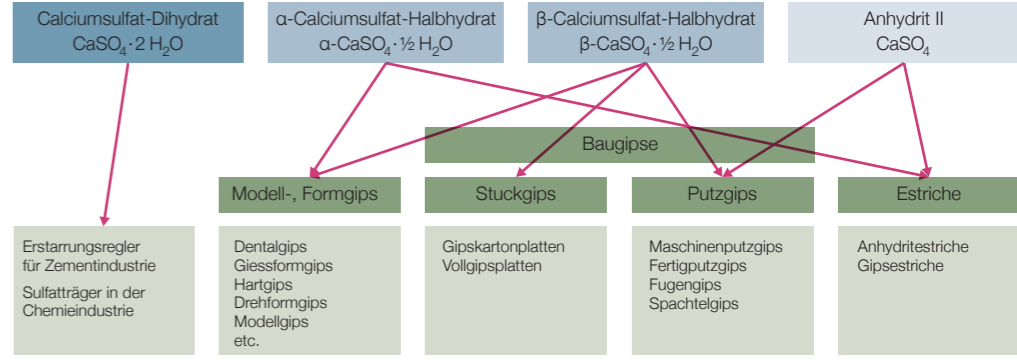 Calciumsulfat-Dihydrat
CaSO₄ · 2 H₂O
α-Calciumsulfat-Halbhydrat
α-CaSO₄ · ½ H₂O
β-Calciumsulfat-Halbhydrat
β-CaSO₄ · ½ H₂O
Anhydrit II
CaSO₄
Baugipse
Modell-, Formgips
Stuckgips
Putzgips
Estriche
Erstarrungsregler
für Zementindustrie
Sulfatträger in der
Chemieindustrie
Dentalgips
Giessformgips
Hartgips
Drehformgips
Modellgips
etc.
Gipskartonplatten
Vollgipsplatten
Maschinenputzgips
Fertigputzgips
Fugengips
Spachtelgips
Anhydritestriche
Gipsestriche